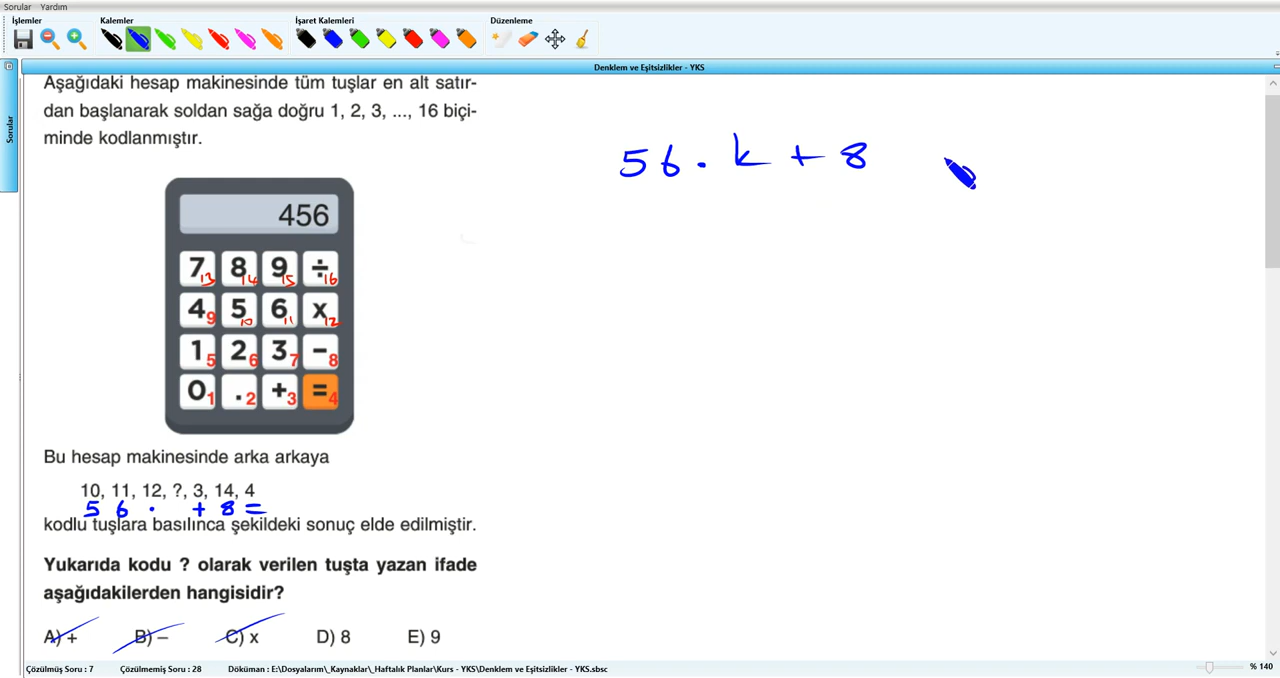 Sorular Yardım
İşlemler Kalemler İşaret Kalemleri Düzenleme
Denklem ve Eşitsizlikler - YKS
Sorular
Aşağıdaki hesap makinesinde tüm tuşlar en alt satır-
dan başlanarak soldan sağa doğru 1, 2, 3, ..., 16 biçi-
minde kodlanmıştır.
56 . k + 8
456
7 13 8 14 9 15 ÷ 16
4 9 5 10 6 11 x 12
1 5 2 6 3 7 − 8
0 1 . 2 + 3 = 4
Bu hesap makinesinde arka arkaya
10, 11, 12, ?, 3, 14, 4
5 6 . + 8 =
kodlu tuşlara basılınca şekildeki sonuç elde edilmiştir.
Yukarıda kodu ? olarak verilen tuşta yazan ifade
aşağıdakilerden hangisidir?
A) + B) − C) x D) 8 E) 9
Çözülmüş Soru : 7 Çözülmemiş Soru : 28 Döküman : E:\Dosyalarım\_Kaynaklar\_Haftalık Planlar\Kurs - YKS\Denklem ve Eşitsizlikler - YKS.sbsc % 140